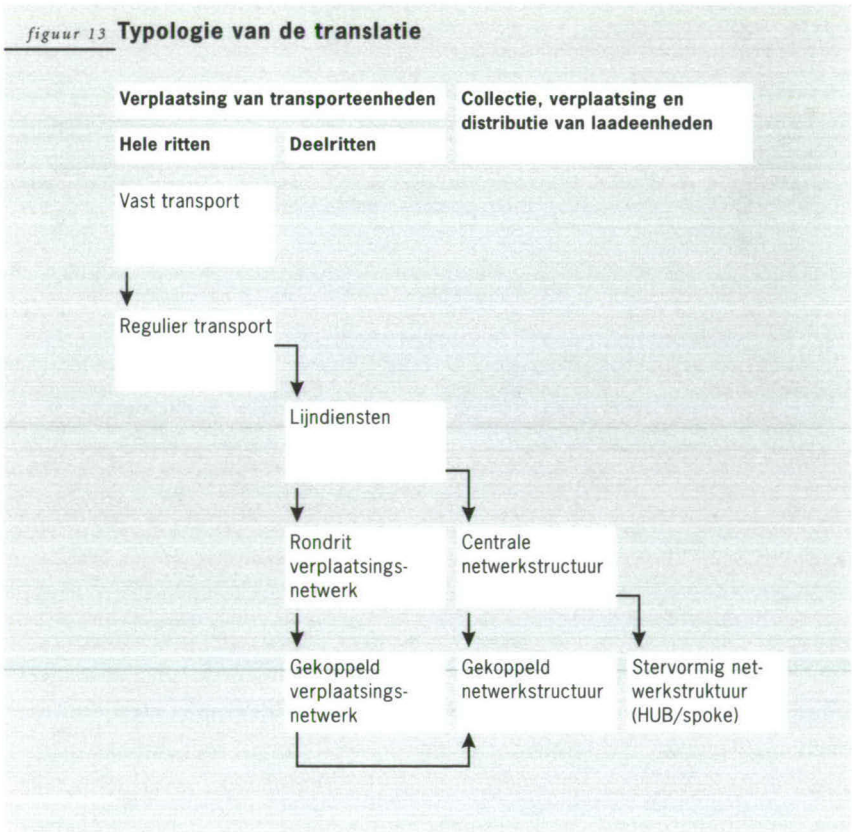 figuur 13 Typologie van de translatie
Verplaatsing van transporteenheden
Collectie, verplaatsing en
distributie van laadeenheden
Hele ritten
Deelritten
Vast transport
Regulier transport
Lijndiensten
Rondrit
verplaatsings-
netwerk
Centrale
netwerkstructuur
Gekoppeld
verplaatsings-
netwerk
Gekoppeld
netwerkstructuur
Stervormig net-
werkstruktuur
(HUB/spoke)